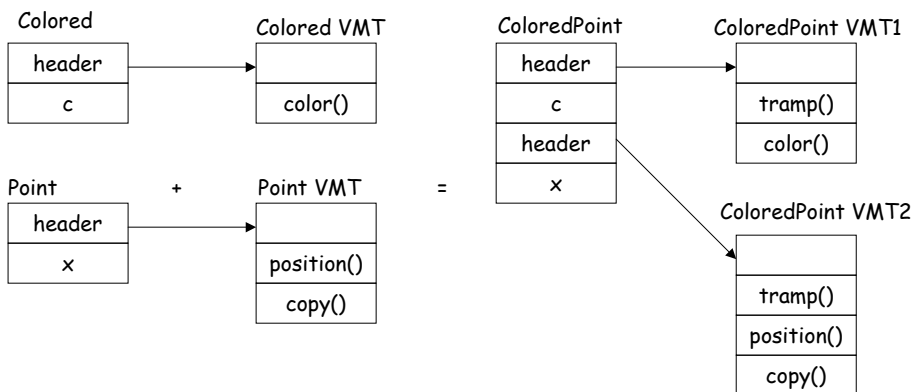 Colored
header
c
Colored VMT
color()
Point
header
x
+
Point VMT
position()
copy()
=
ColoredPoint
header
c
header
x
ColoredPoint VMT1
tramp()
color()
ColoredPoint VMT2
tramp()
position()
copy()